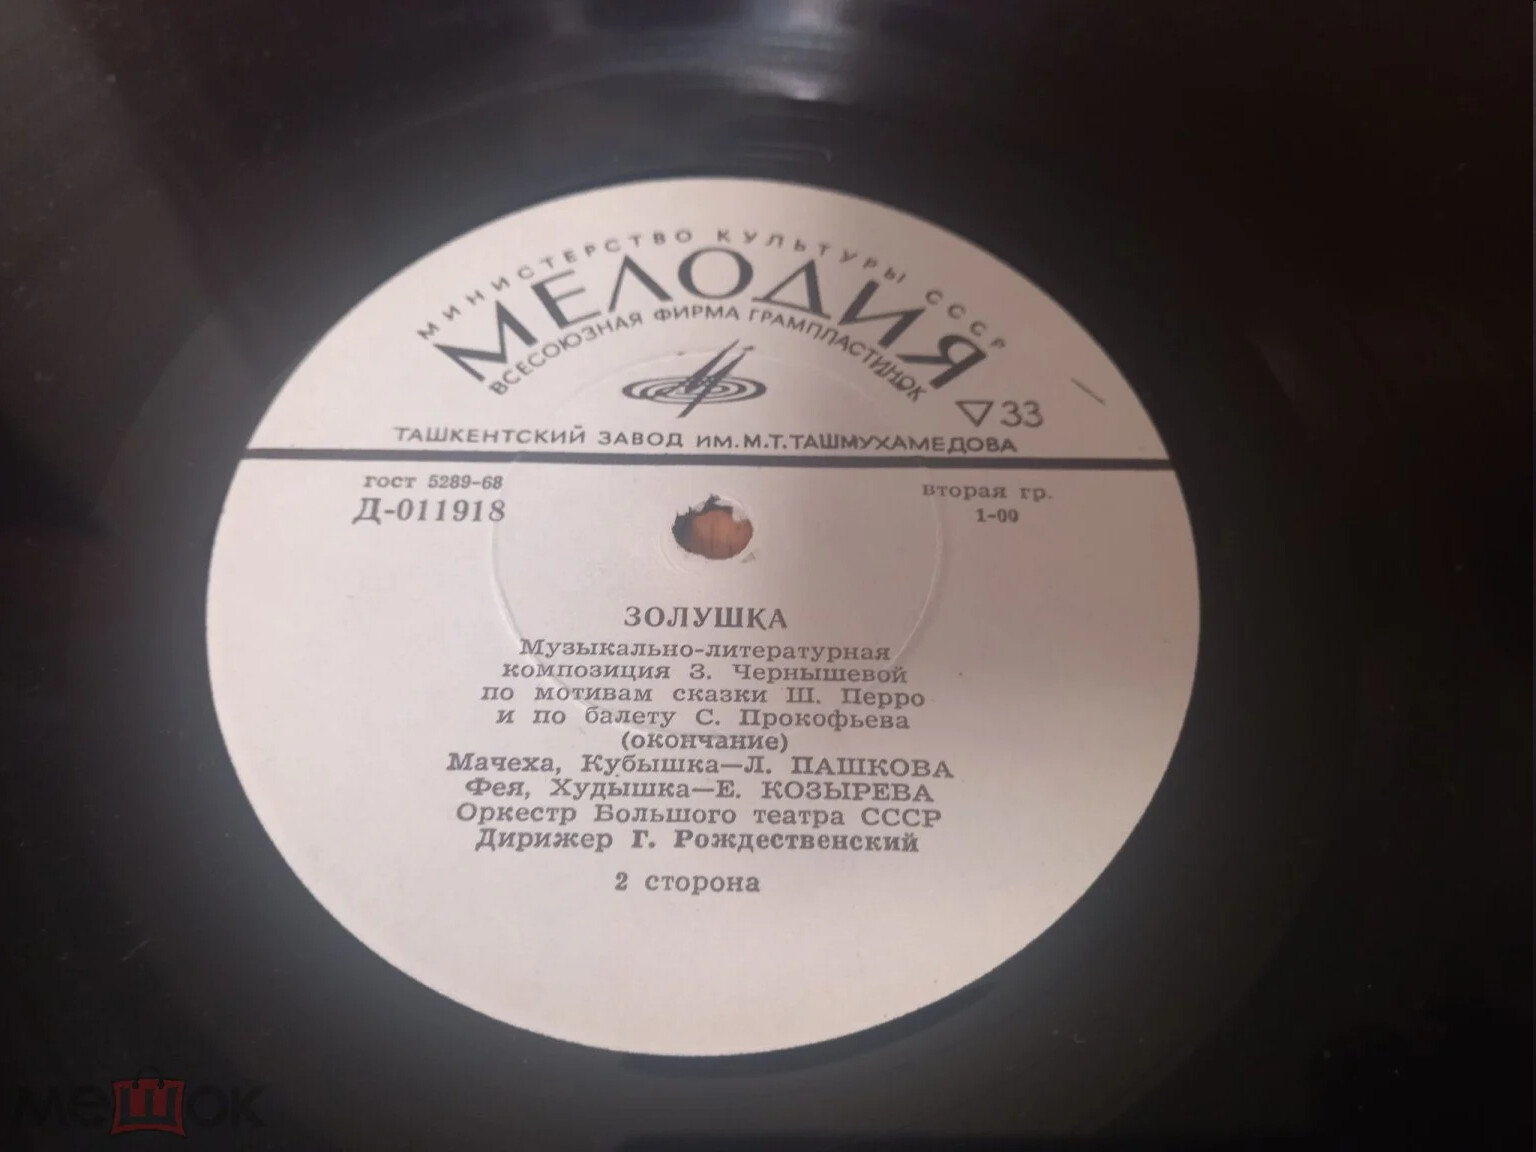 МИНИСТЕРСТВО КУЛЬТУРЫ СССР
МЕЛОДИЯ
ВСЕСОЮЗНАЯ ФИРМА ГРАМПЛАСТИНОК
33
ТАШКЕНТСКИЙ ЗАВОД ИМ. М.Т. ТАШМУХАМЕДОВА
гост 5289-68
вторая гр.
Д-011918
1-00
ЗОЛУШКА
Музыкально-литературная
композиция З. Чернышевой
по мотивам сказки Ш. Перро
и по балету С. Прокофьева
(окончание)
Мачеха, Кубышка—Л. ПАШКОВА
Фея, Худышка—Е. КОЗЫРЕВА
Оркестр Большого театра СССР
Дирижер Г. Рождественский
2 сторона
мешок